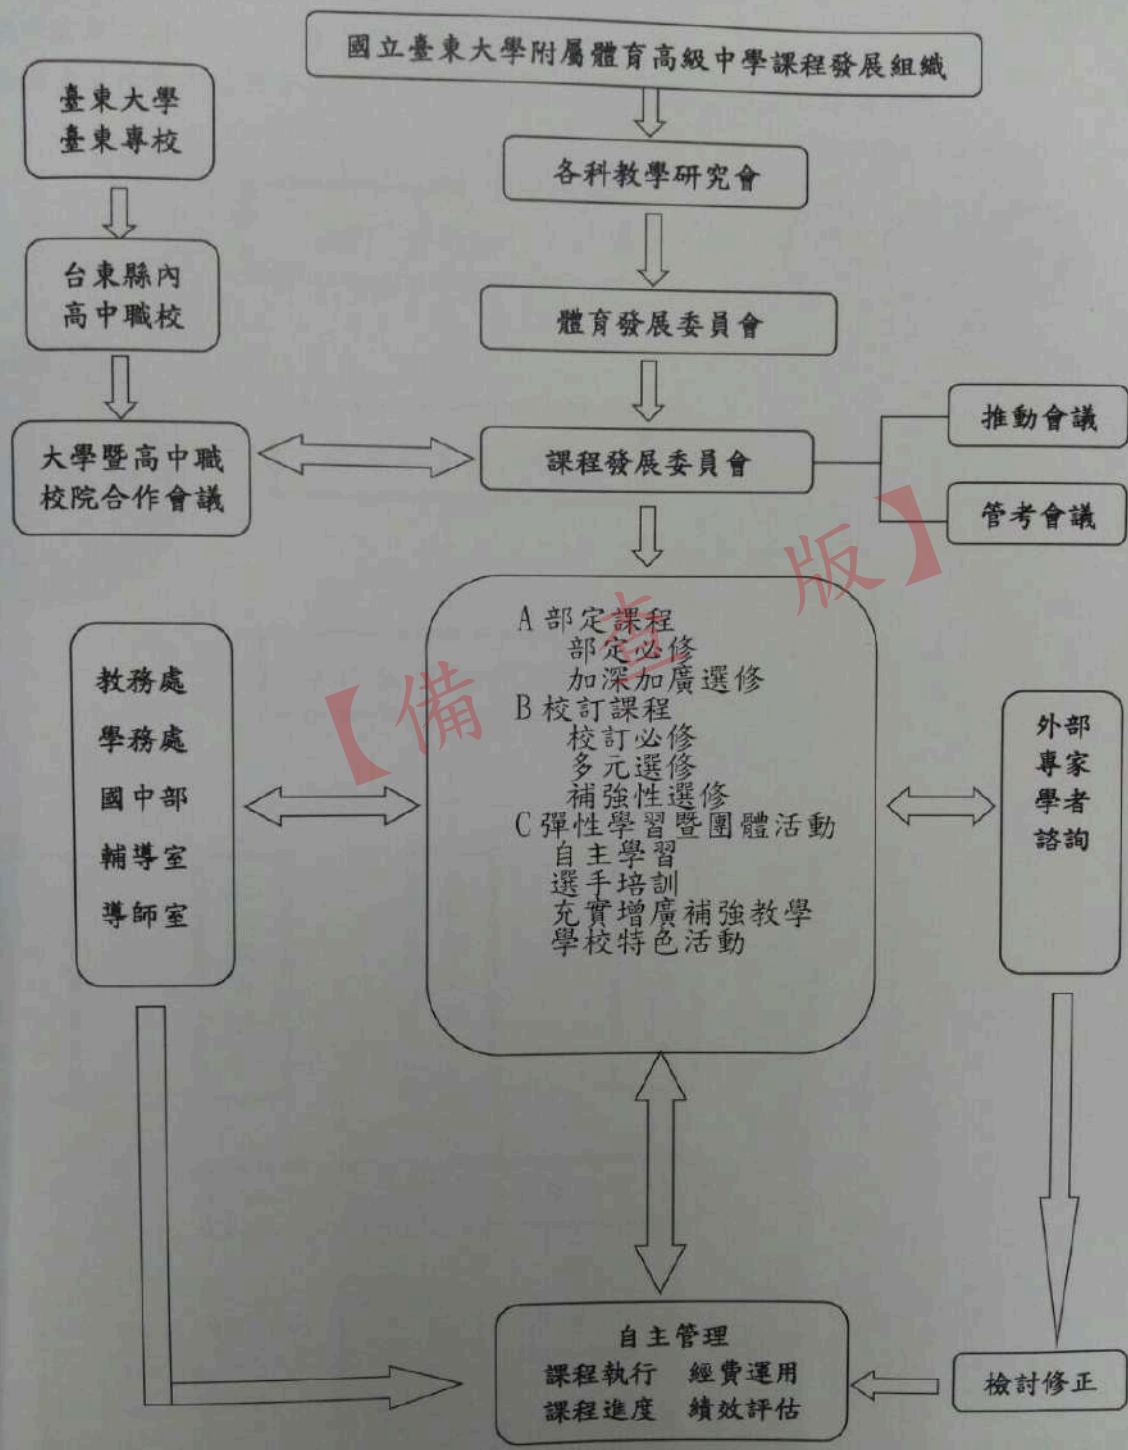 國立臺東大學附屬體育高級中學課程發展組織
臺東大學
臺東專校
各科教學研究會
台東縣內
高中職校
體育發展委員會
大學暨高中職
校院合作會議
課程發展委員會
推動會議
管考會議
【備查版】
A 部定課程
部定必修
加深加廣選修
B 校訂課程
校訂必修
多元選修
補強性選修
C 彈性學習暨團體活動
自主學習
選手培訓
充實增廣補強教學
學校特色活動
教務處
學務處
國中部
輔導室
導師室
外部
專家
學者
諮詢
自主管理
課程執行 經費運用
課程進度 績效評估
檢討修正